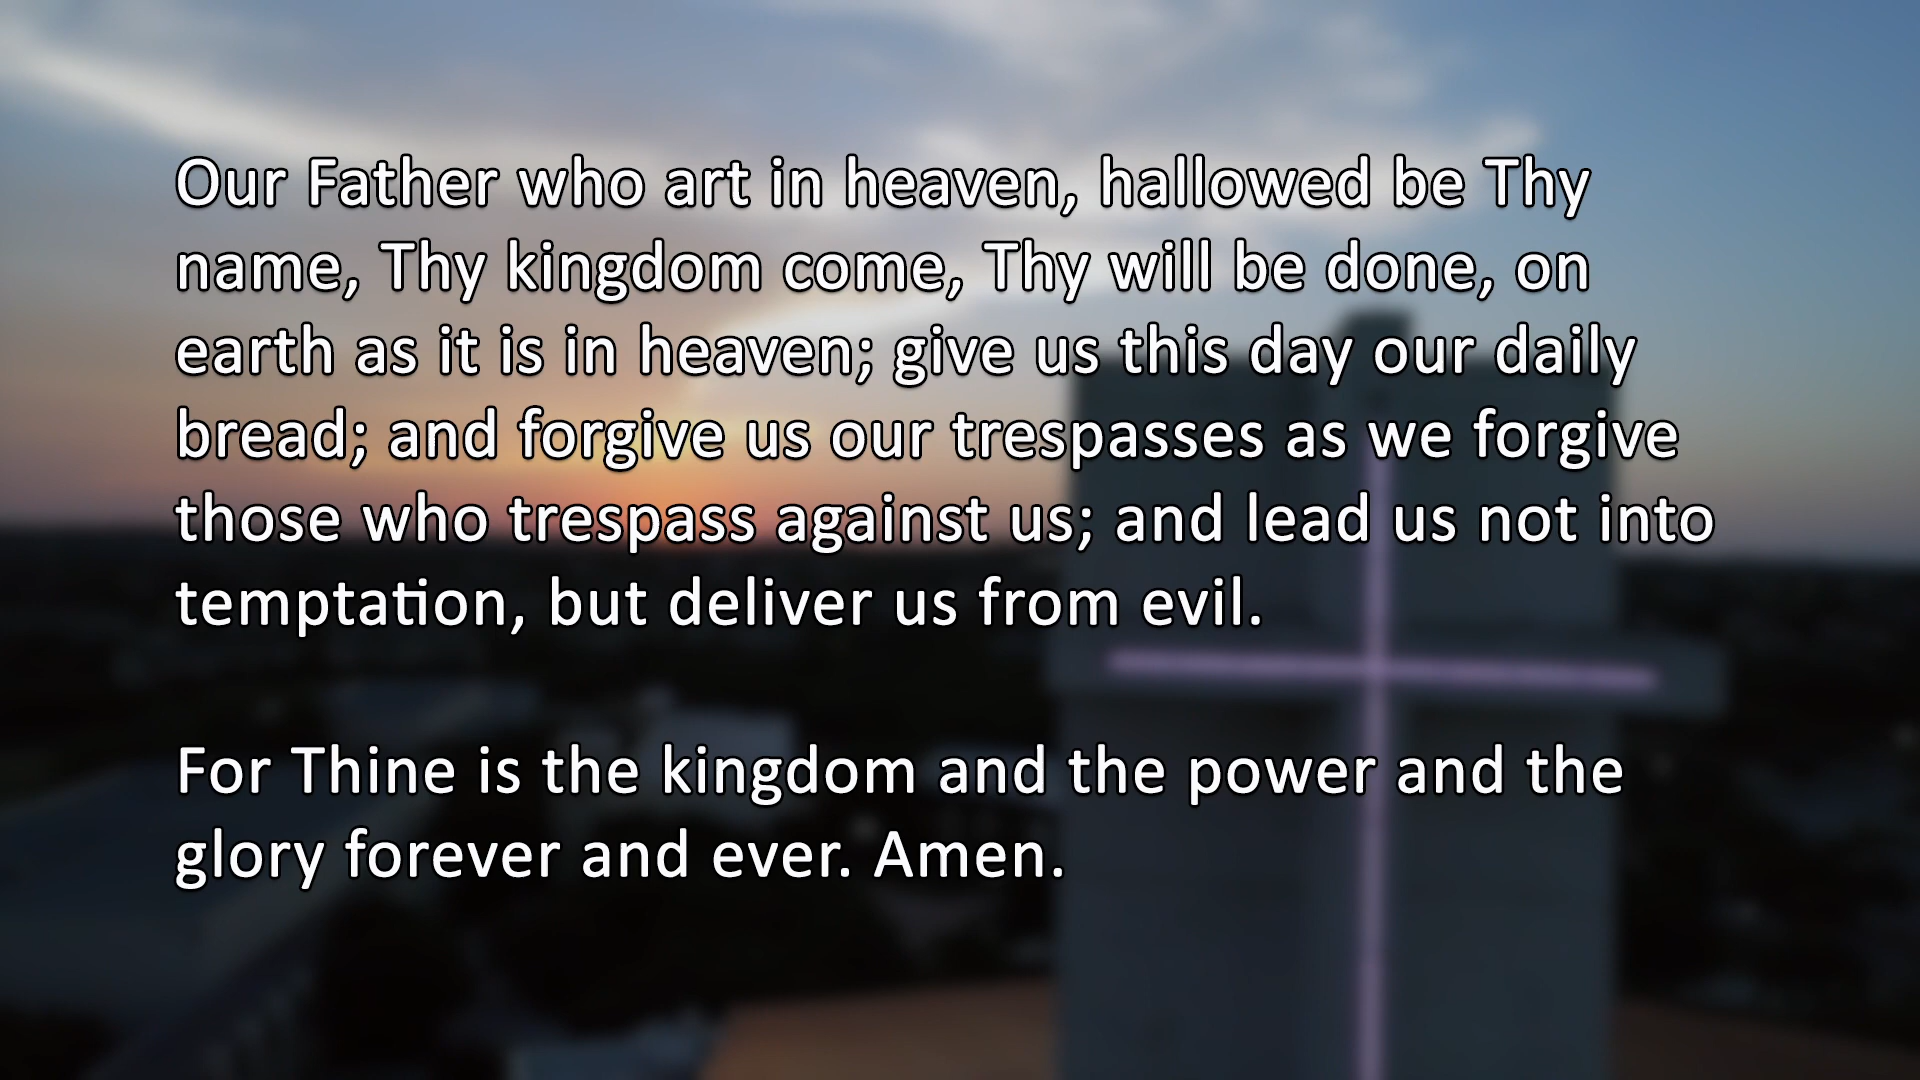 Our Father who art in heaven, hallowed be Thy
name, Thy kingdom come, Thy will be done, on
earth as it is in heaven; give us this day our daily
bread; and forgive us our trespasses as we forgive
those who trespass against us; and lead us not into
temptation, but deliver us from evil.
For Thine is the kingdom and the power and the
glory forever and ever. Amen.